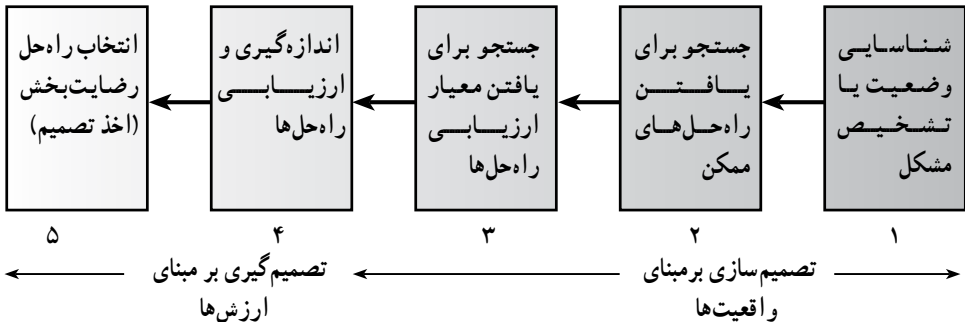 شناسایی
وضعیت یا
تشخیص
مشکل
جستجو برای
یافتن
راه‌حل‌های
ممکن
جستجو برای
یافتن معیار
ارزیابی
راه‌حل‌ها
اندازه‌گیری و
ارزیابی
راه‌حل‌ها
انتخاب راه‌حل
رضایت‌بخش
(اخذ تصمیم)
۱
۲
۳
۴
۵
تصمیم‌سازی برمبنای
واقعیت‌ها
تصمیم‌گیری بر مبنای
ارزش‌ها